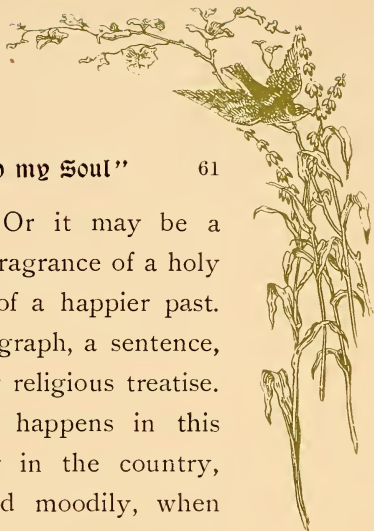 my Soul” 61
Or it may be a
ragrance of a holy
of a happier past.
graph, a sentence,
religious treatise.
happens in this
in the country,
d moodily, when